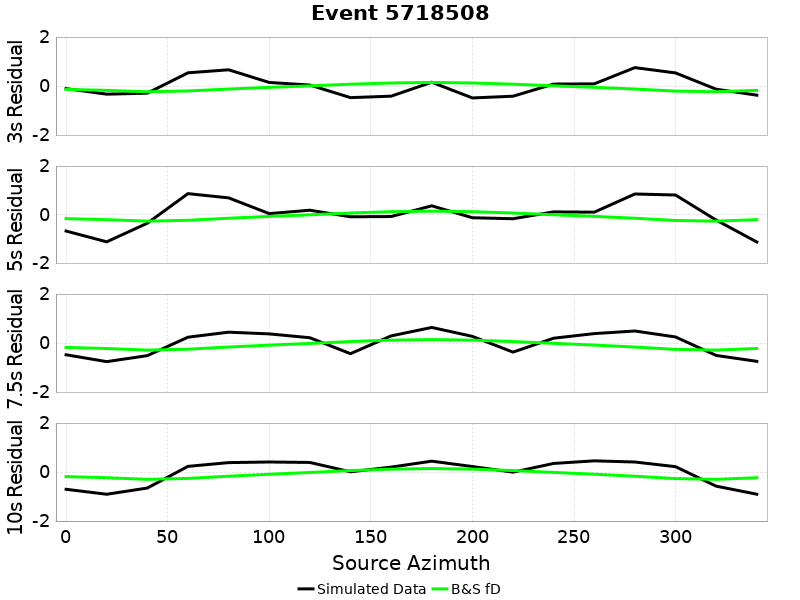 Event 5718508
3s Residual
2
0
-2
5s Residual
2
0
-2
7.5s Residual
2
0
-2
10s Residual
2
0
-2
0 50 100 150 200 250 300
Source Azimuth
Simulated Data B&S fD